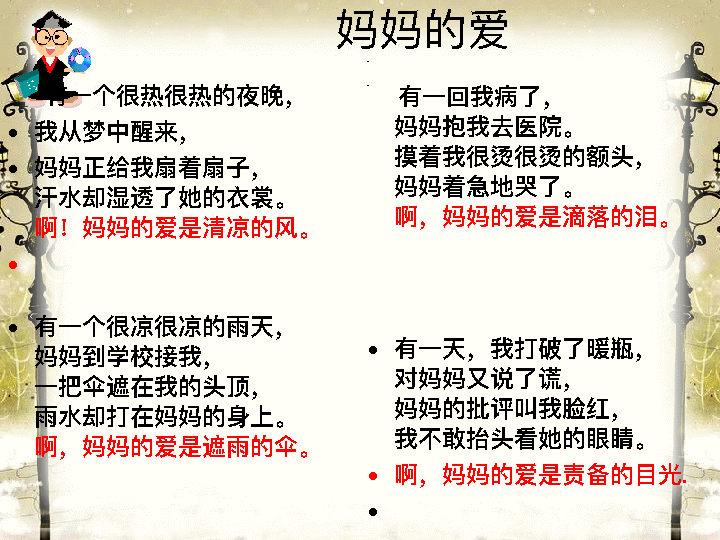 妈妈的爱
有一个很热很热的夜晚，
我从梦中醒来，
妈妈正给我扇着扇子，
汗水却湿透了她的衣裳。
啊！妈妈的爱是清凉的风。
有一个很凉很凉的雨天，
妈妈到学校接我，
一把伞遮在我的头顶，
雨水却打在妈妈的身上。
啊，妈妈的爱是遮雨的伞。
有一回我病了，
妈妈抱我去医院。
摸着我很烫很烫的额头，
妈妈着急地哭了。
啊，妈妈的爱是滴落的泪。
有一天，我打破了暖瓶，
对妈妈又说了谎，
妈妈的批评叫我脸红，
我不敢抬头看她的眼睛。
啊，妈妈的爱是责备的目光.